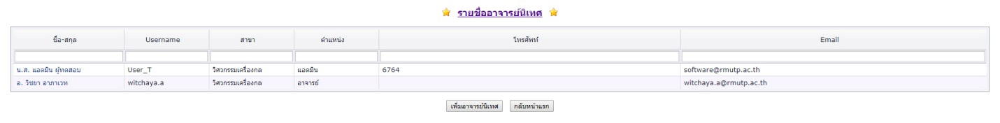 รายชื่ออาจารย์นิเทศ
ชื่อ-สกุล Username สาขา ตำแหน่ง โทรศัพท์ Email
น.ส. แอดมิน ผู้ทดสอบ User_T วิศวกรรมเครื่องกล แอดมิน 6764 software@rmutp.ac.th
อ. วิชยา อาภาเวท witchaya.a วิศวกรรมเครื่องกล อาจารย์ witchaya.a@rmutp.ac.th
เพิ่มอาจารย์นิเทศ กลับหน้าแรก